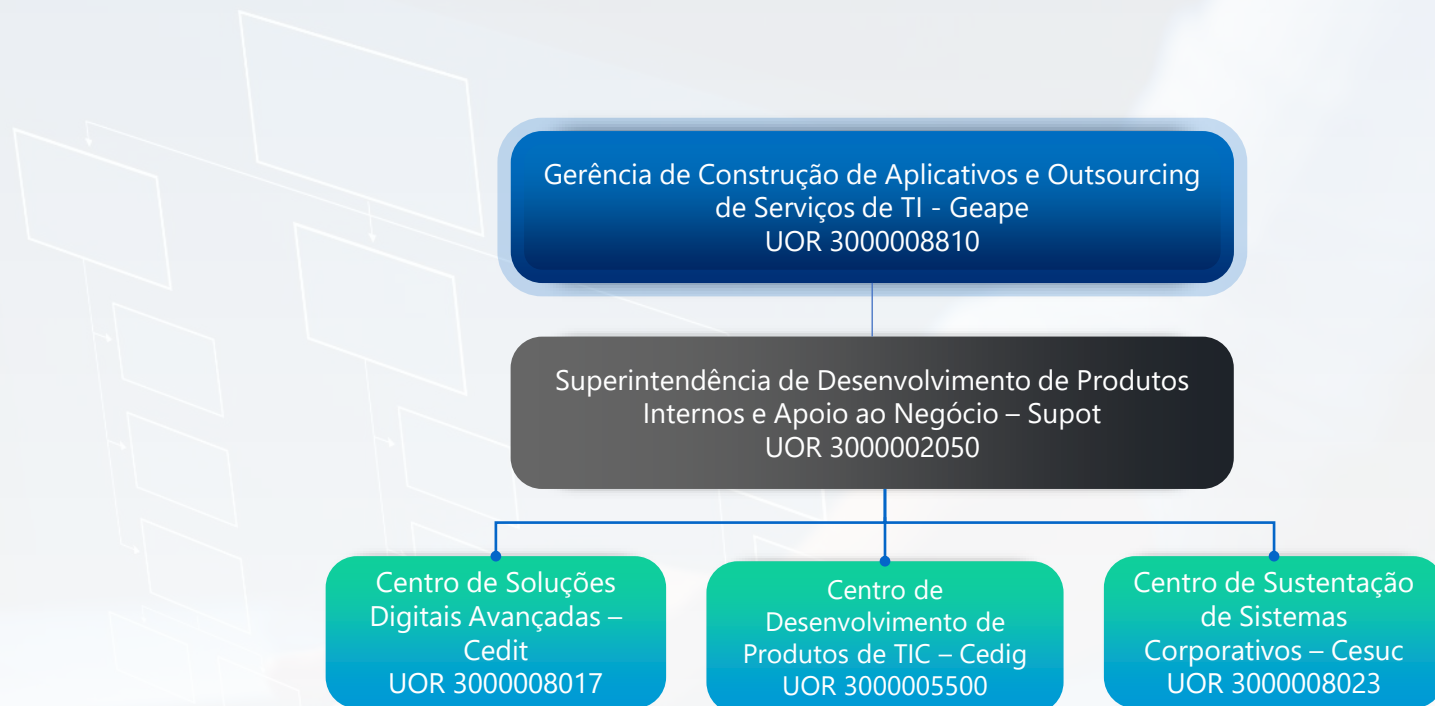 Gerência de Construção de Aplicativos e Outsourcing
de Serviços de TI - Geape
UOR 3000008810
Superintendência de Desenvolvimento de Produtos
Internos e Apoio ao Negócio – Supot
UOR 3000002050
Centro de Soluções
Digitais Avançadas –
Cedit
UOR 3000008017
Centro de
Desenvolvimento de
Produtos de TIC – Cedig
UOR 3000005500
Centro de Sustentação
de Sistemas
Corporativos – Cesuc
UOR 3000008023